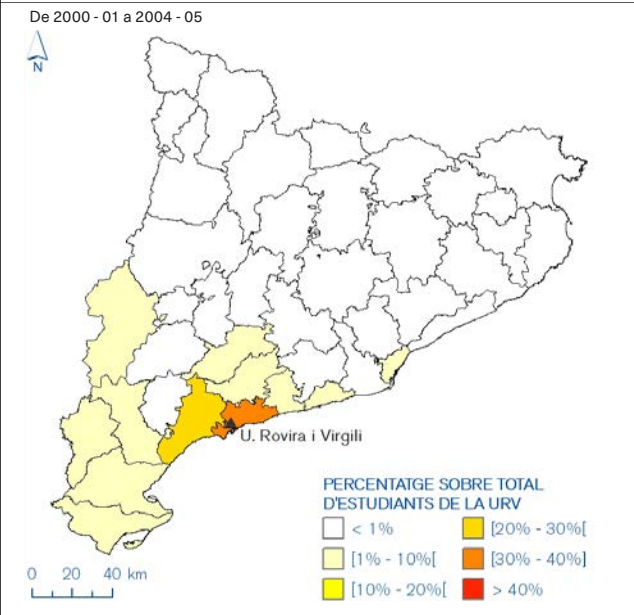 De 2000 - 01 a 2004 - 05
N
U. Rovira i Virgili
PERCENTATGE SOBRE TOTAL
D'ESTUDIANTS DE LA URV
< 1% [20% - 30%[
[1% - 10%[ [30% - 40%]
[10% - 20%[ > 40%
0 20 40 km